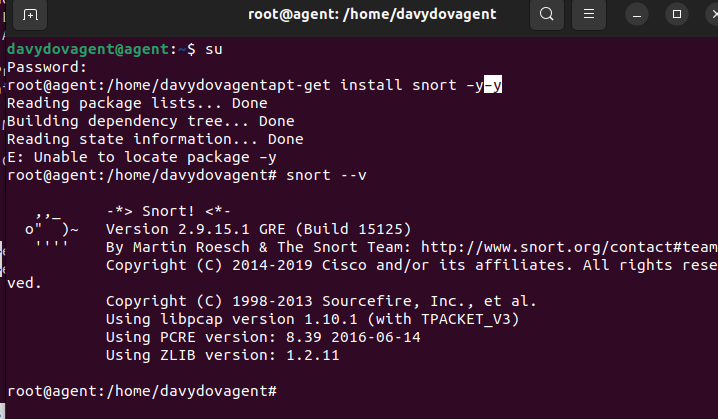 root@agent: /home/davydovagent
davydovagent@agent:~$ su
Password:
root@agent:/home/davydovagentapt-get install snort –y–y
Reading package lists... Done
Building dependency tree... Done
Reading state information... Done
E: Unable to locate package –y
root@agent:/home/davydovagent# snort --v
,,_     -*> Snort! <*-
o"  )~   Version 2.9.15.1 GRE (Build 15125)
''''    By Martin Roesch & The Snort Team: http://www.snort.org/contact#team
Copyright (C) 2014-2019 Cisco and/or its affiliates. All rights rese
ved.
Copyright (C) 1998-2013 Sourcefire, Inc., et al.
Using libpcap version 1.10.1 (with TPACKET_V3)
Using PCRE version: 8.39 2016-06-14
Using ZLIB version: 1.2.11
root@agent:/home/davydovagent#